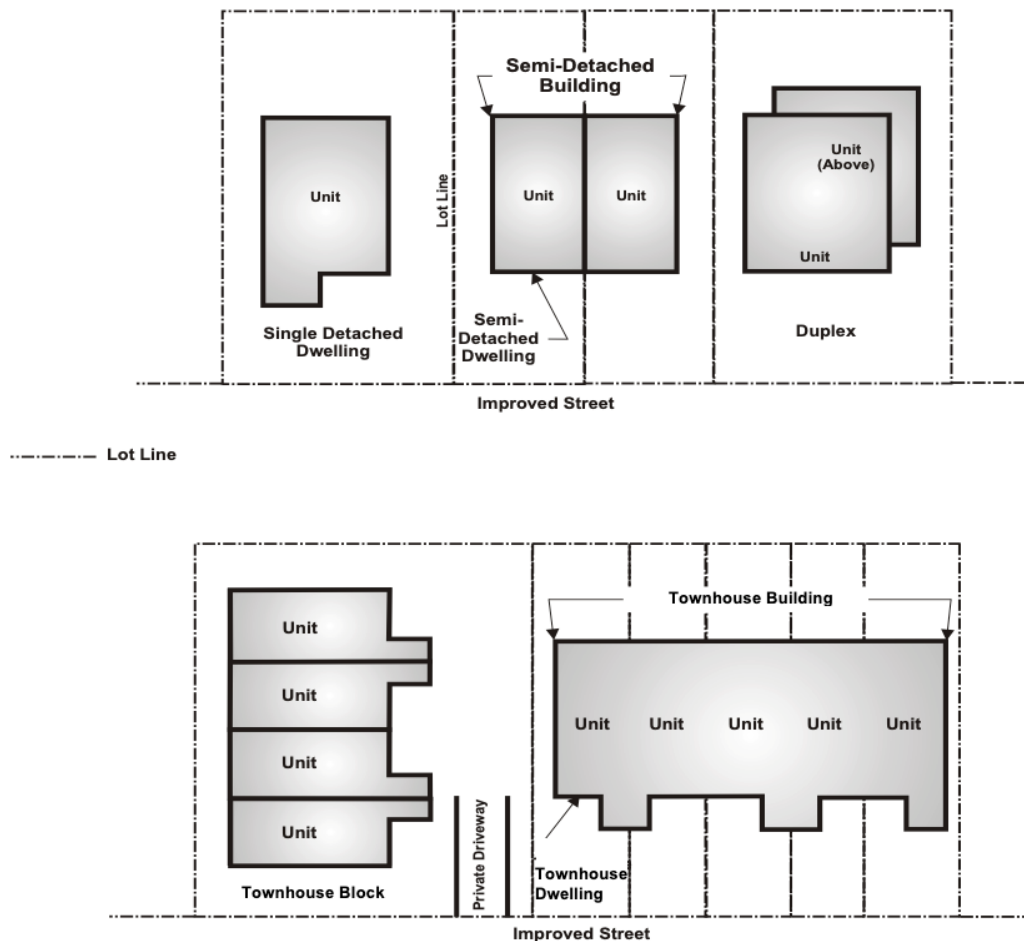 Semi-Detached
Building
Unit
Unit
Unit
Unit
(Above)
Unit
Lot Line
Single Detached
Dwelling
Semi-
Detached
Dwelling
Duplex
Improved Street
Lot Line
Townhouse Building
Unit
Unit
Unit
Unit
Unit
Unit
Unit
Unit
Unit
Private Driveway
Townhouse
Dwelling
Townhouse Block
Improved Street